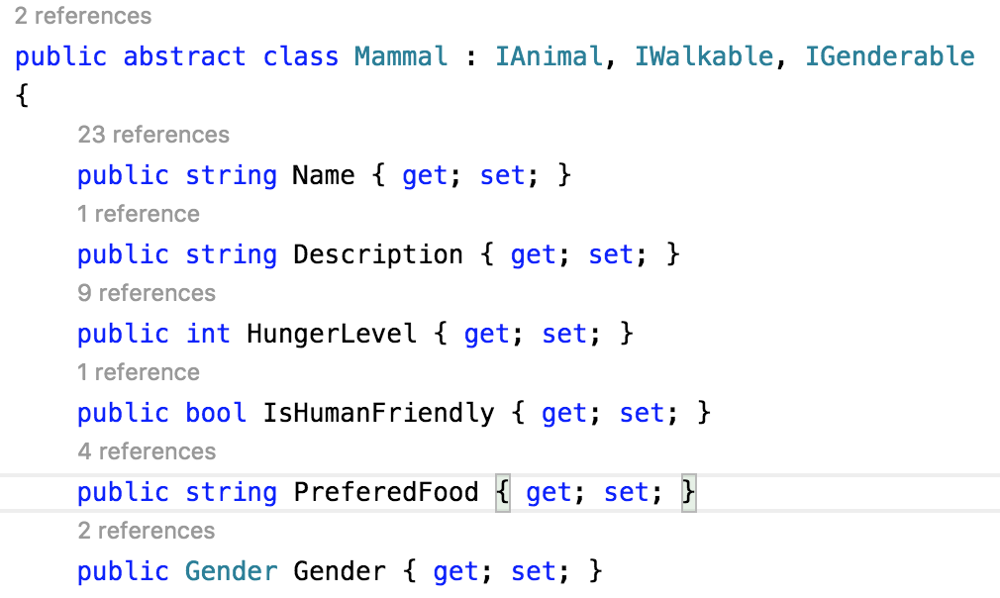 2 references
public abstract class Mammal : IAnimal, IWalkable, IGenderable
{
23 references
public string Name { get; set; }
1 reference
public string Description { get; set; }
9 references
public int HungerLevel { get; set; }
1 reference
public bool IsHumanFriendly { get; set; }
4 references
public string PreferedFood { get; set; }
2 references
public Gender Gender { get; set; }